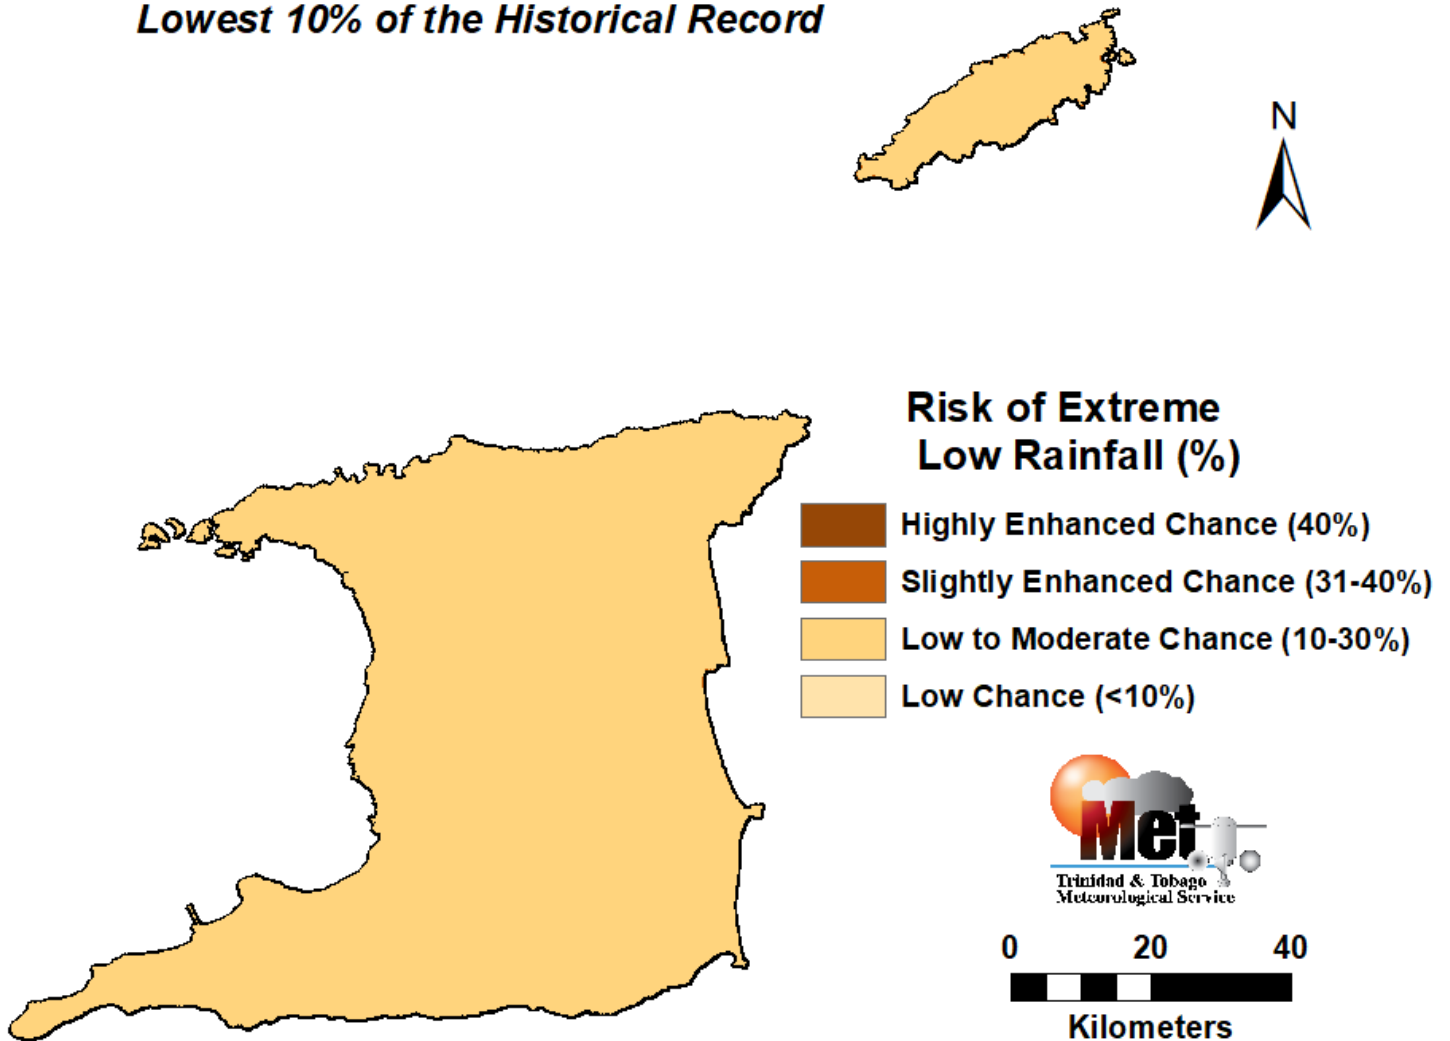 Lowest 10% of the Historical Record
N
Risk of Extreme
Low Rainfall (%)
Highly Enhanced Chance (40%)
Slightly Enhanced Chance (31-40%)
Low to Moderate Chance (10-30%)
Low Chance (<10%)
Met
Trinidad & Tobago
Meteorological Service
0 20 40
Kilometers